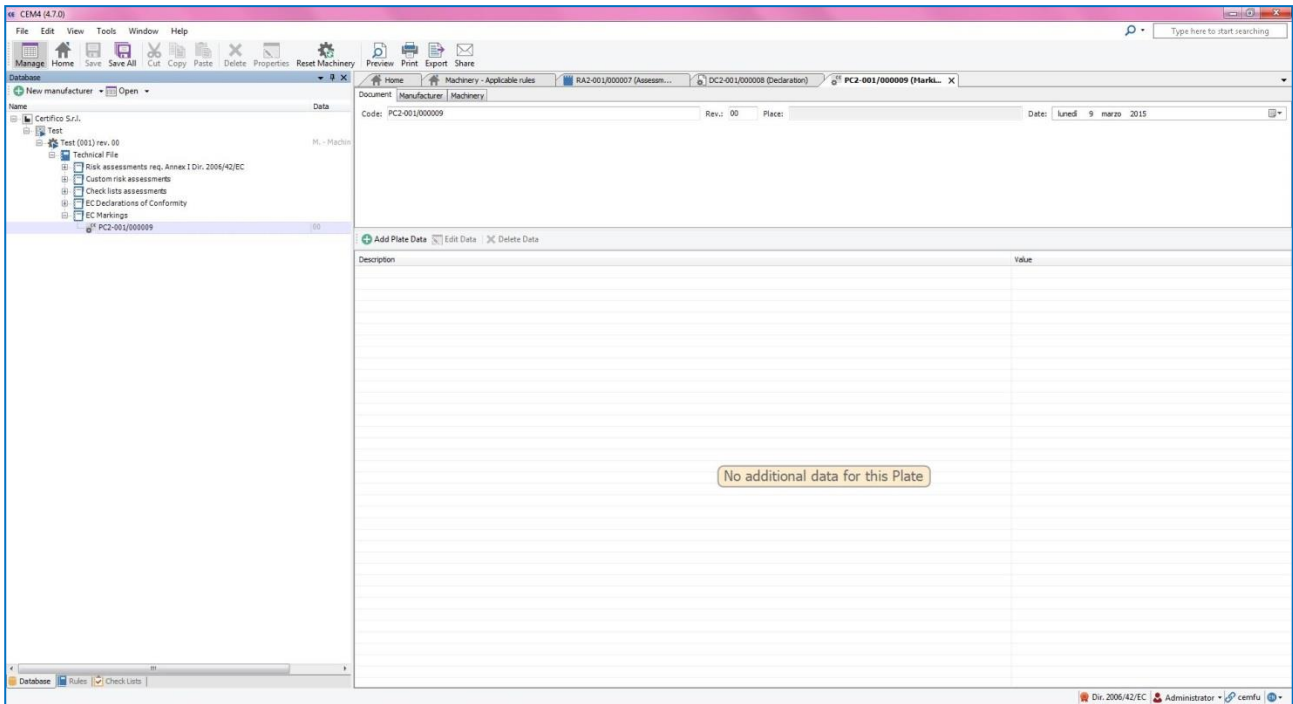 CEM4 (4.7.0)
File Edit View Tools Window Help
Type here to start searching
Manage Home Save Save All Cut Copy Paste Delete Properties Reset Machinery Preview Print Export Share
Database
Home Machinery - Applicable rules RA2-001/000007 (Assessm... DC2-001/000008 (Declaration) PC2-001/000009 (Marki... X
New manufacturer Open
Document Manufacturer Machinery
Name Data
Code: PC2-001/000009 Rev.: 00 Place: Date: lunedì 9 marzo 2015
Certifico S.r.l.
Test
Test (001) rev. 00 M. - Machin
Technical File
Risk assessments req. Annex I Dir. 2006/42/EC
Custom risk assessments
Check lists assessments
EC Declarations of Conformity
EC Markings
PC2-001/000009 00
Add Plate Data Edit Data Delete Data
Description Value
No additional data for this Plate
Database Rules Check Lists
Dir. 2006/42/EC Administrator cemfu